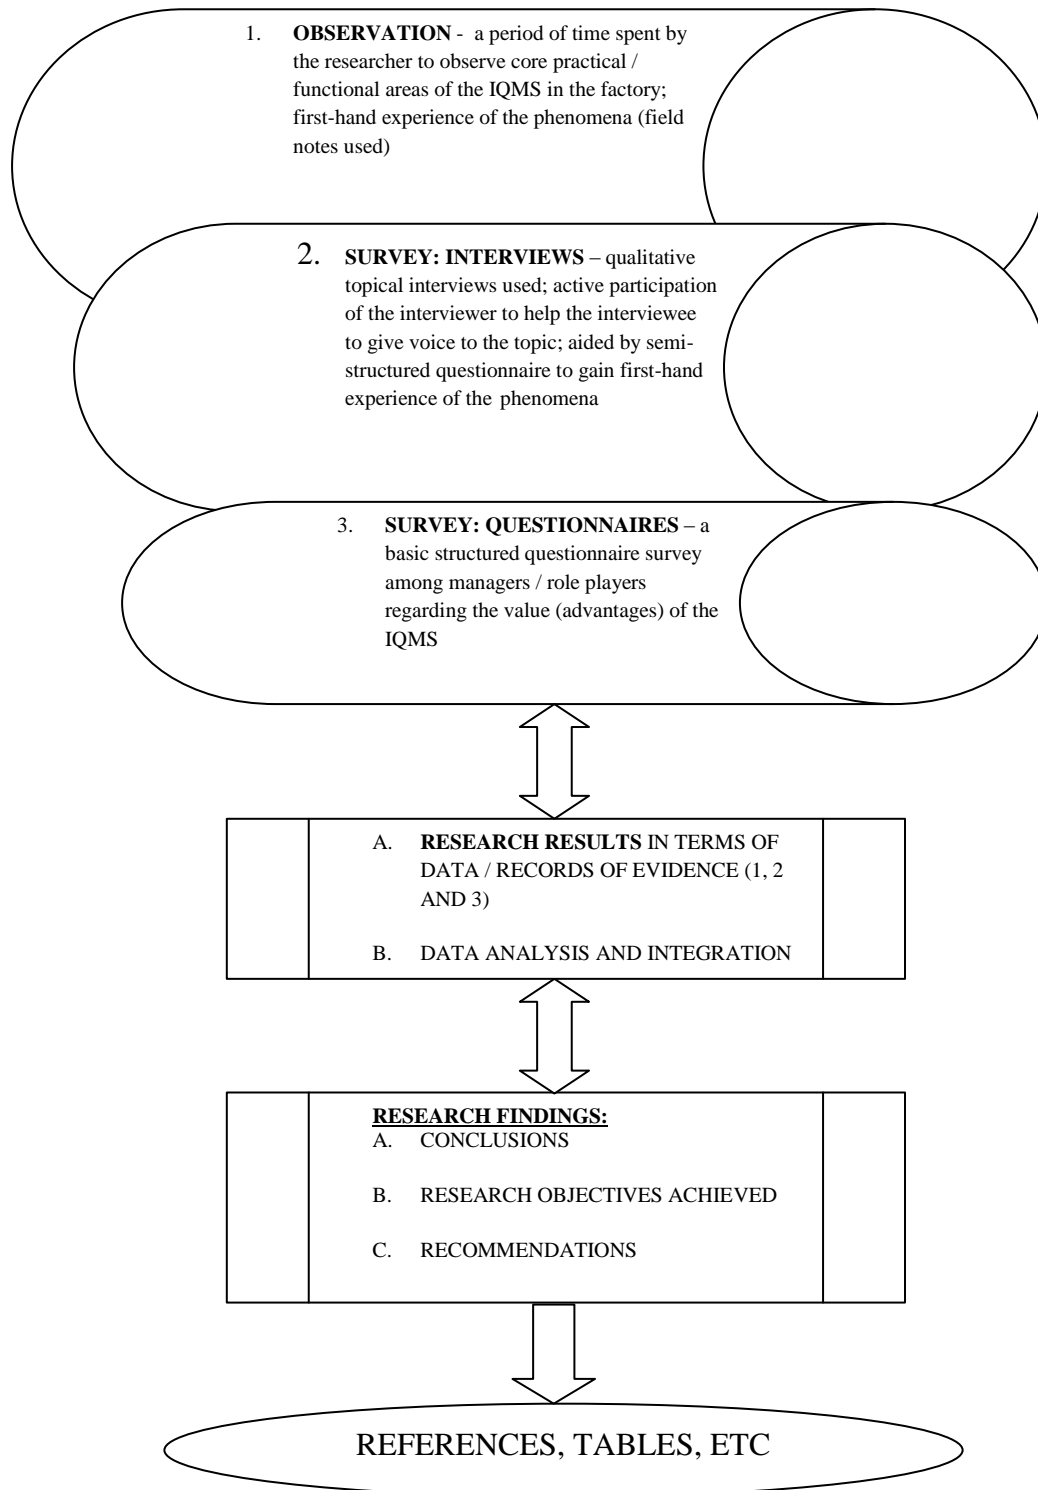 1. OBSERVATION - a period of time spent by
the researcher to observe core practical /
functional areas of the IQMS in the factory;
first-hand experience of the phenomena (field
notes used)
2. SURVEY: INTERVIEWS – qualitative
topical interviews used; active participation
of the interviewer to help the interviewee
to give voice to the topic; aided by semi-
structured questionnaire to gain first-hand
experience of the phenomena
3. SURVEY: QUESTIONNAIRES – a
basic structured questionnaire survey
among managers / role players
regarding the value (advantages) of the
IQMS
A. RESEARCH RESULTS IN TERMS OF
DATA / RECORDS OF EVIDENCE (1, 2
AND 3)
B. DATA ANALYSIS AND INTEGRATION
RESEARCH FINDINGS:
A. CONCLUSIONS
B. RESEARCH OBJECTIVES ACHIEVED
C. RECOMMENDATIONS
REFERENCES, TABLES, ETC